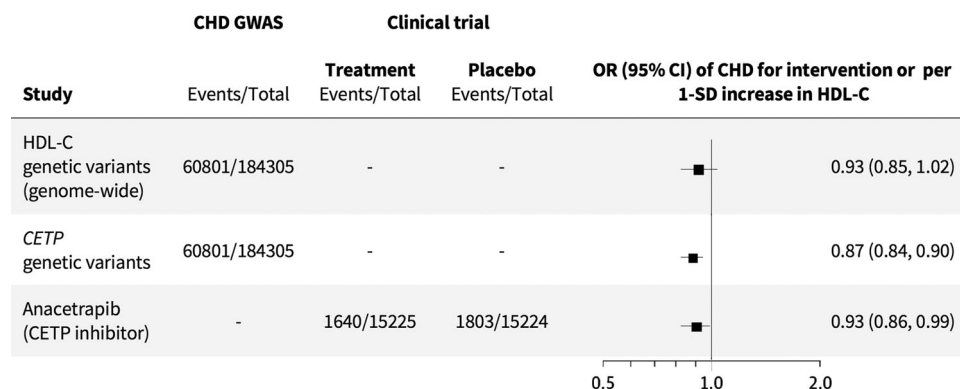 CHD GWAS Clinical trial
Treatment Placebo OR (95% CI) of CHD for intervention or per
Study Events/Total Events/Total Events/Total 1-SD increase in HDL-C
HDL-C
genetic variants 60801/184305 - - 0.93 (0.85, 1.02)
(genome-wide)
CETP
genetic variants 60801/184305 - - 0.87 (0.84, 0.90)
Anacetrapib
(CETP inhibitor) - 1640/15225 1803/15224 0.93 (0.86, 0.99)
0.5 1.0 2.0